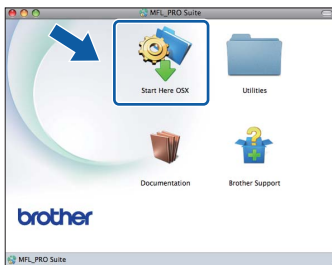 MFL_PRO Suite
Start Here OSX
Utilities
Documentation
Brother Support
brother
MFL_PRO Suite